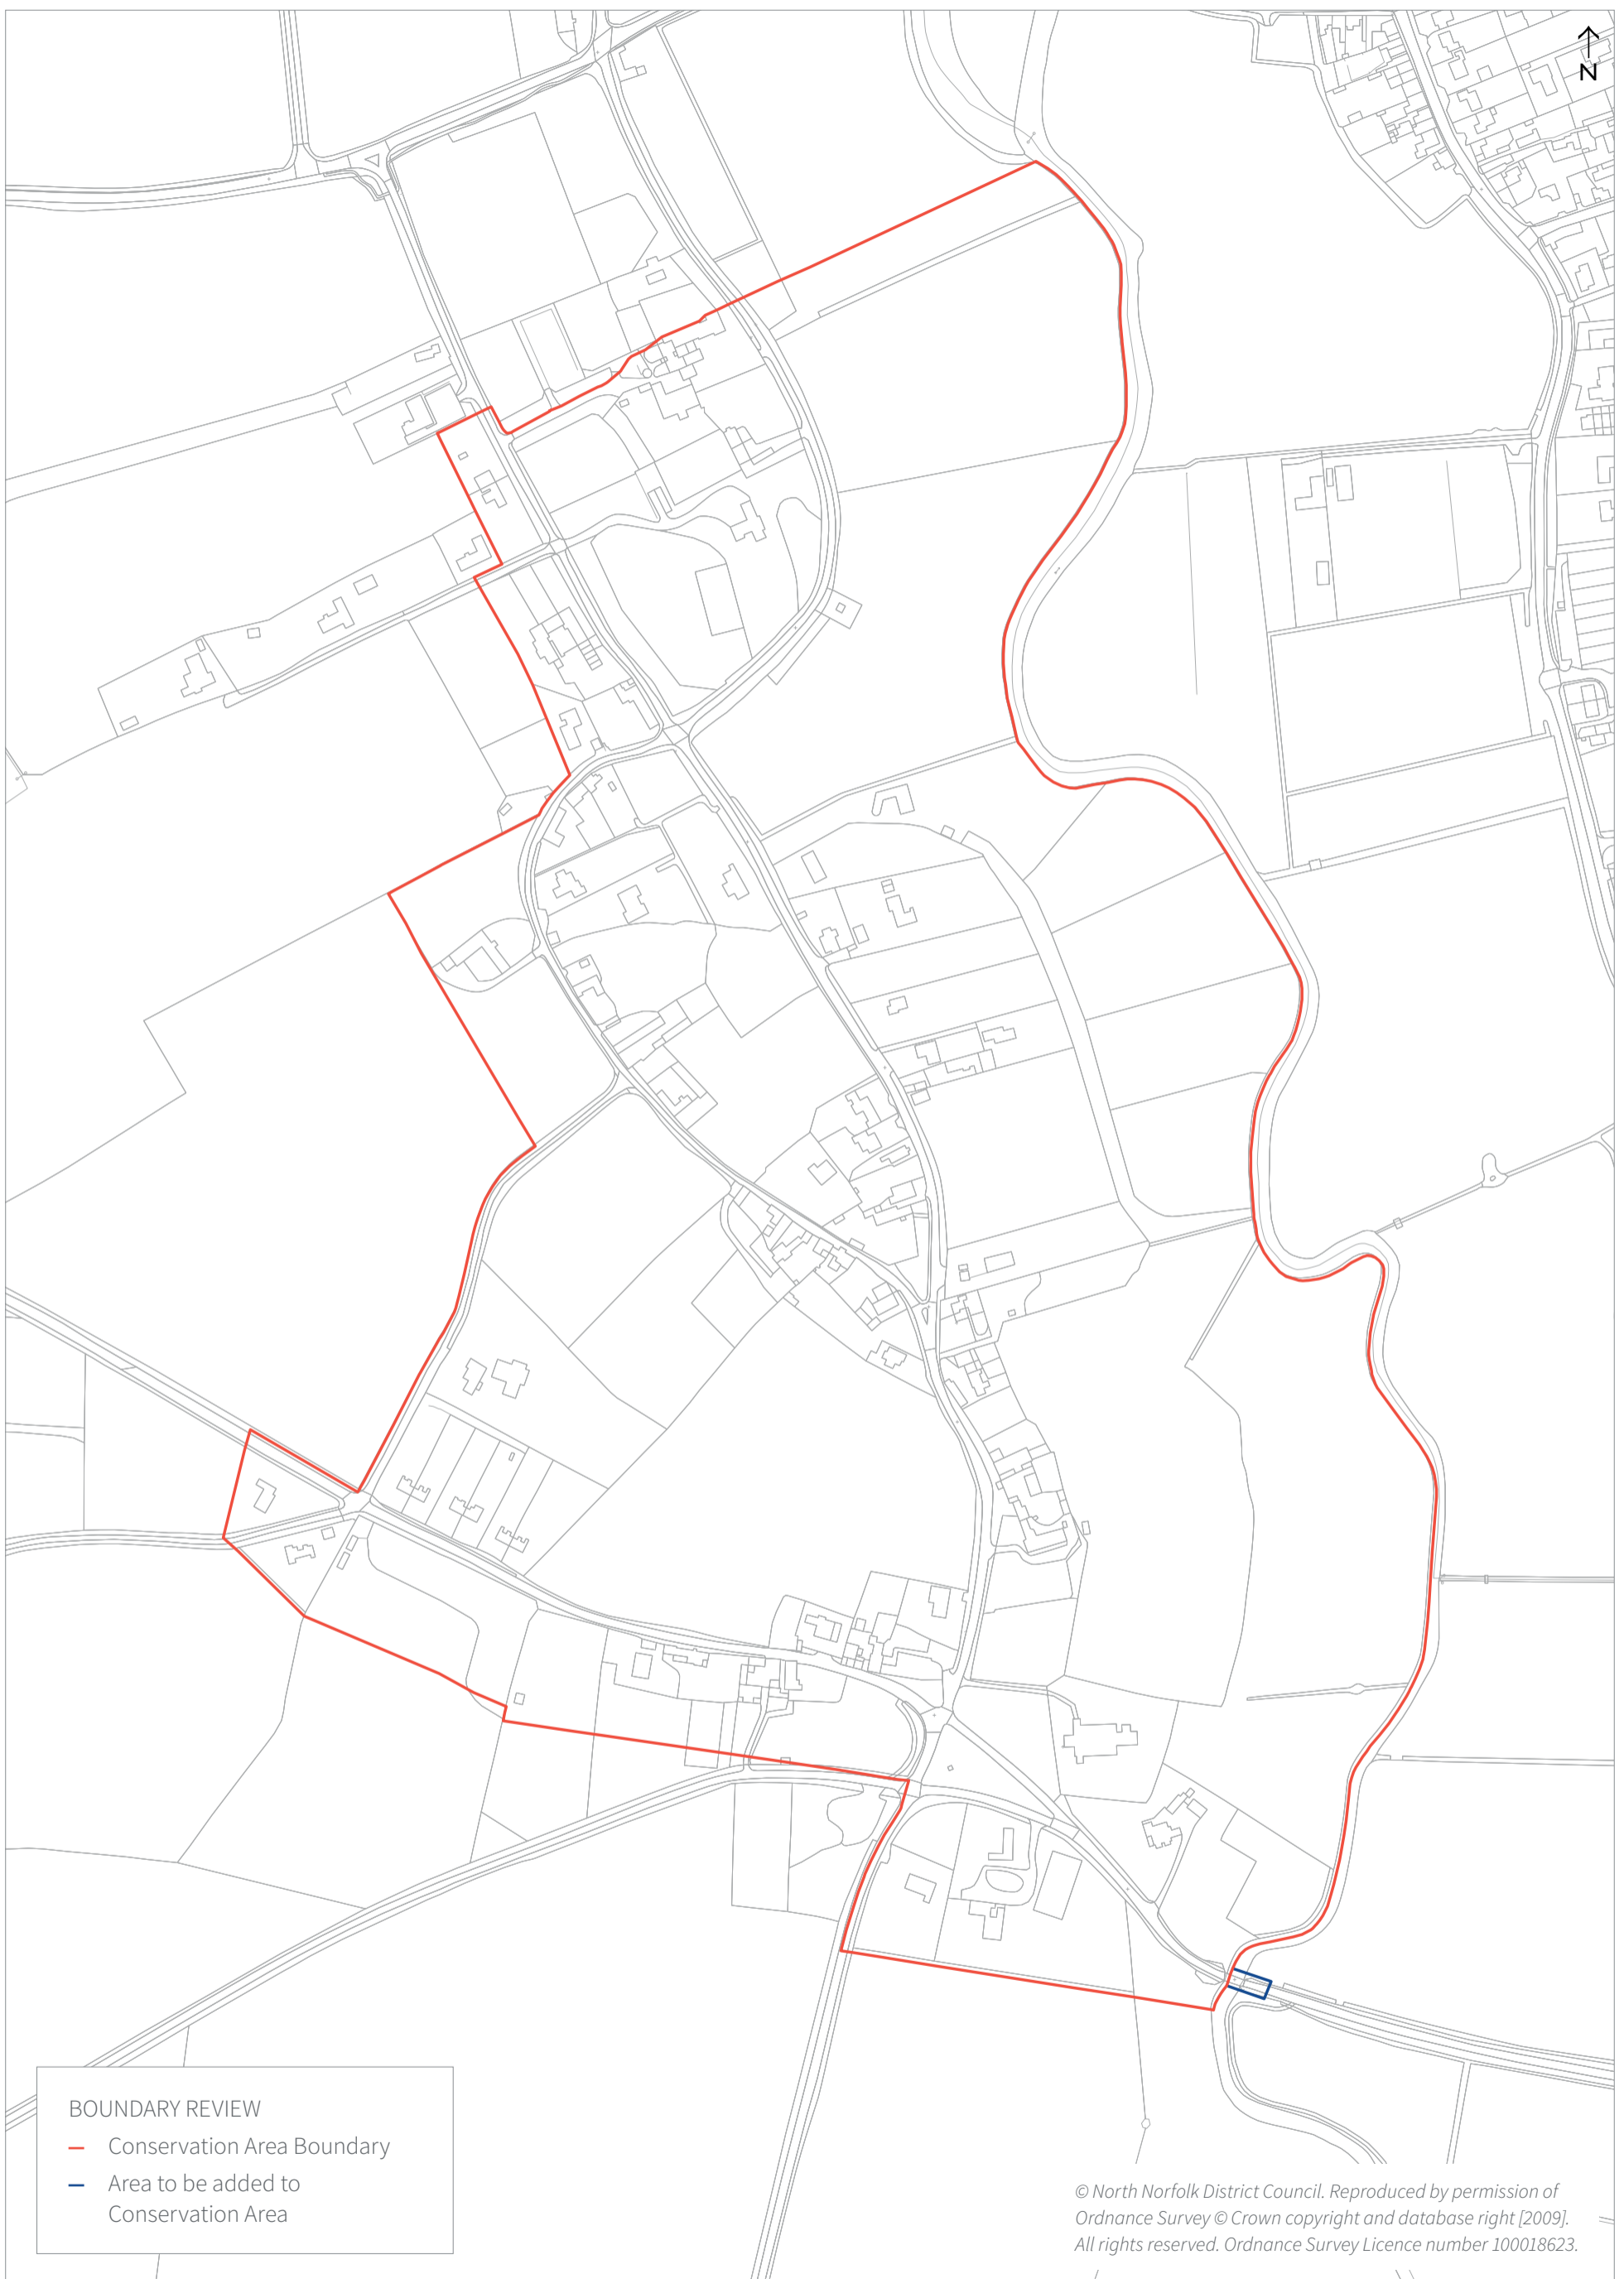 N
BOUNDARY REVIEW
Conservation Area Boundary
Area to be added to
Conservation Area
© North Norfolk District Council. Reproduced by permission of
Ordnance Survey © Crown copyright and database right [2009].
All rights reserved. Ordnance Survey Licence number 100018623.